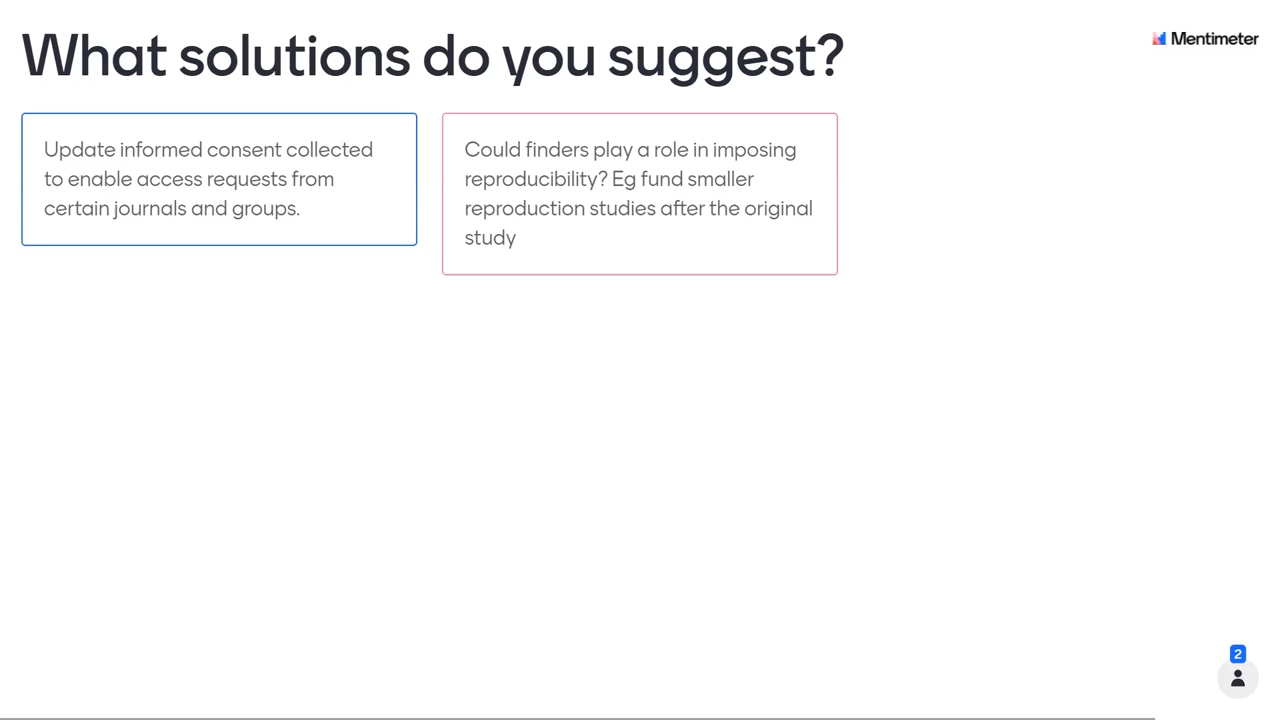 What solutions do you suggest?
Mentimeter
Update informed consent collected
to enable access requests from
certain journals and groups.
Could finders play a role in imposing
reproducibility? Eg fund smaller
reproduction studies after the original
study
2